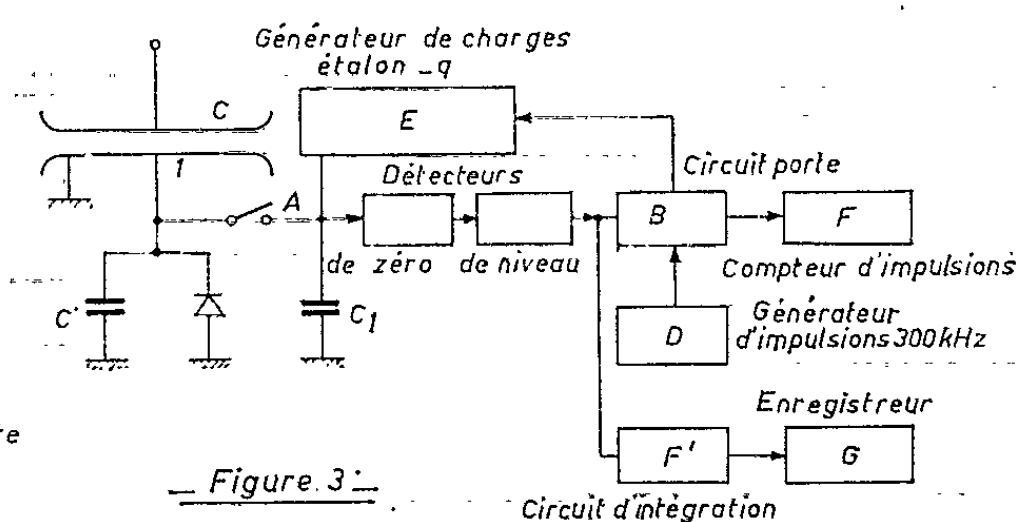 Générateur de charges
étalon -q
C
E
1
Détecteurs
Circuit porte
A
B
F
de zéro
de niveau
Compteur d'impulsions
C'
C1
D
Générateur
d'impulsions 300kHz
Enregistreur
re
F'
G
Figure.3
Circuit d'intégration